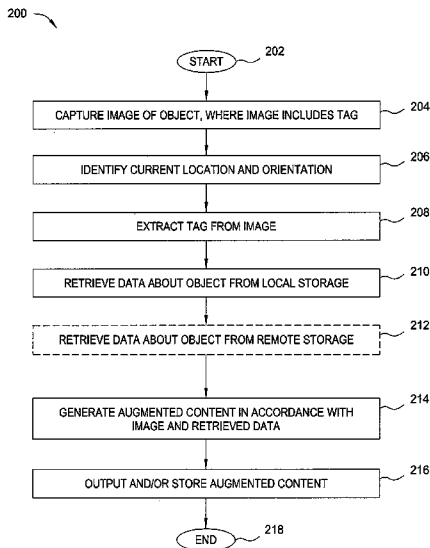 200
START
202
CAPTURE IMAGE OF OBJECT, WHERE IMAGE INCLUDES TAG
204
IDENTIFY CURRENT LOCATION AND ORIENTATION
206
EXTRACT TAG FROM IMAGE
208
RETRIEVE DATA ABOUT OBJECT FROM LOCAL STORAGE
210
RETRIEVE DATA ABOUT OBJECT FROM REMOTE STORAGE
212
GENERATE AUGMENTED CONTENT IN ACCORDANCE WITH
IMAGE AND RETRIEVED DATA
214
OUTPUT AND/OR STORE AUGMENTED CONTENT
216
END
218